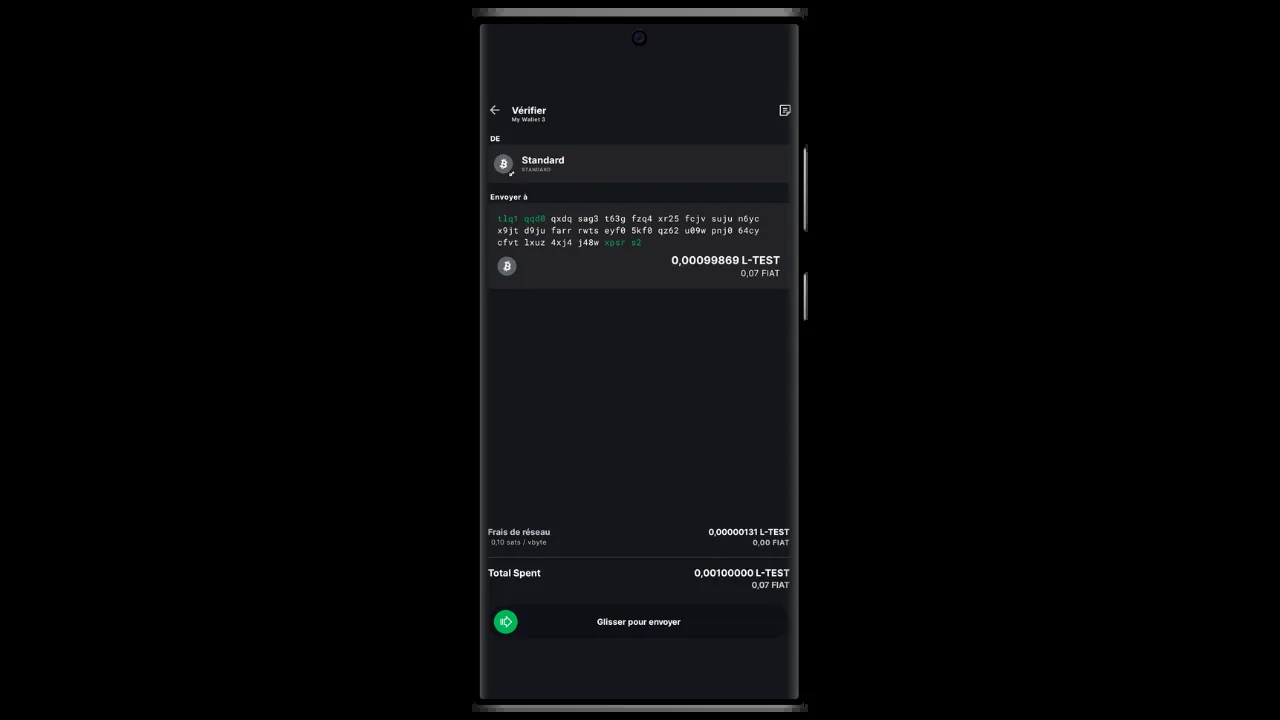 Vérifier
My Wallet 3
DE
Standard
STANDARD
Envoyer à
tlq1 qqd0 qxdq sag3 t63g fzq4 xr25 fcjv suju n6yc
x9jt d9ju farr rwts eyf0 5kf0 qz62 u09w pnj0 64cy
cfvt lxuz 4xj4 j48w xpsr s2
0,00099869 L-TEST
0,07 FIAT
Frais de réseau 0,00000131 L-TEST
0,10 sats / vbyte 0,00 FIAT
Total Spent 0,00100000 L-TEST
0,07 FIAT
Glisser pour envoyer